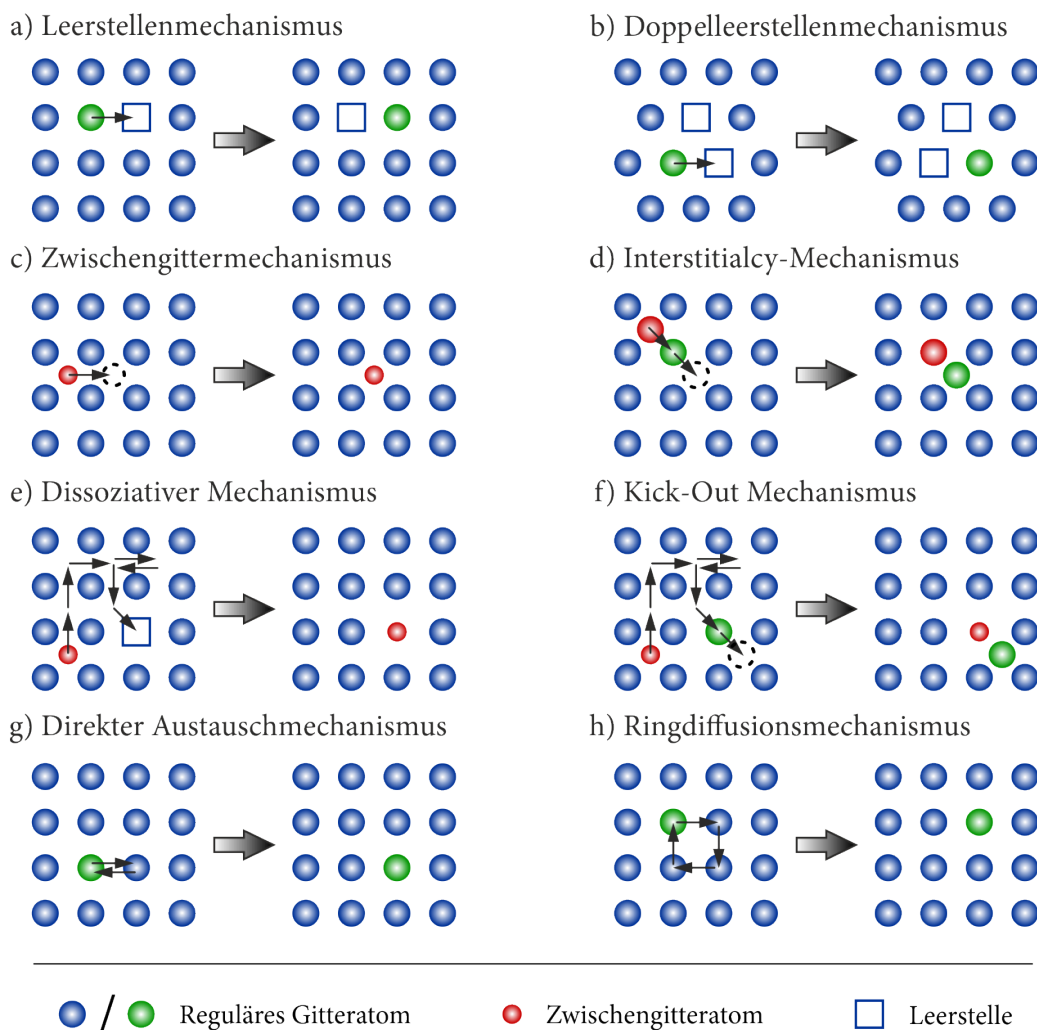 a) Leerstellenmechanismus
b) Doppelleerstellenmechanismus
c) Zwischengittermechanismus
d) Interstitialcy-Mechanismus
e) Dissoziativer Mechanismus
f) Kick-Out Mechanismus
g) Direkter Austauschmechanismus
h) Ringdiffusionsmechanismus
/ Reguläres Gitteratom
Zwischengitteratom
Leerstelle